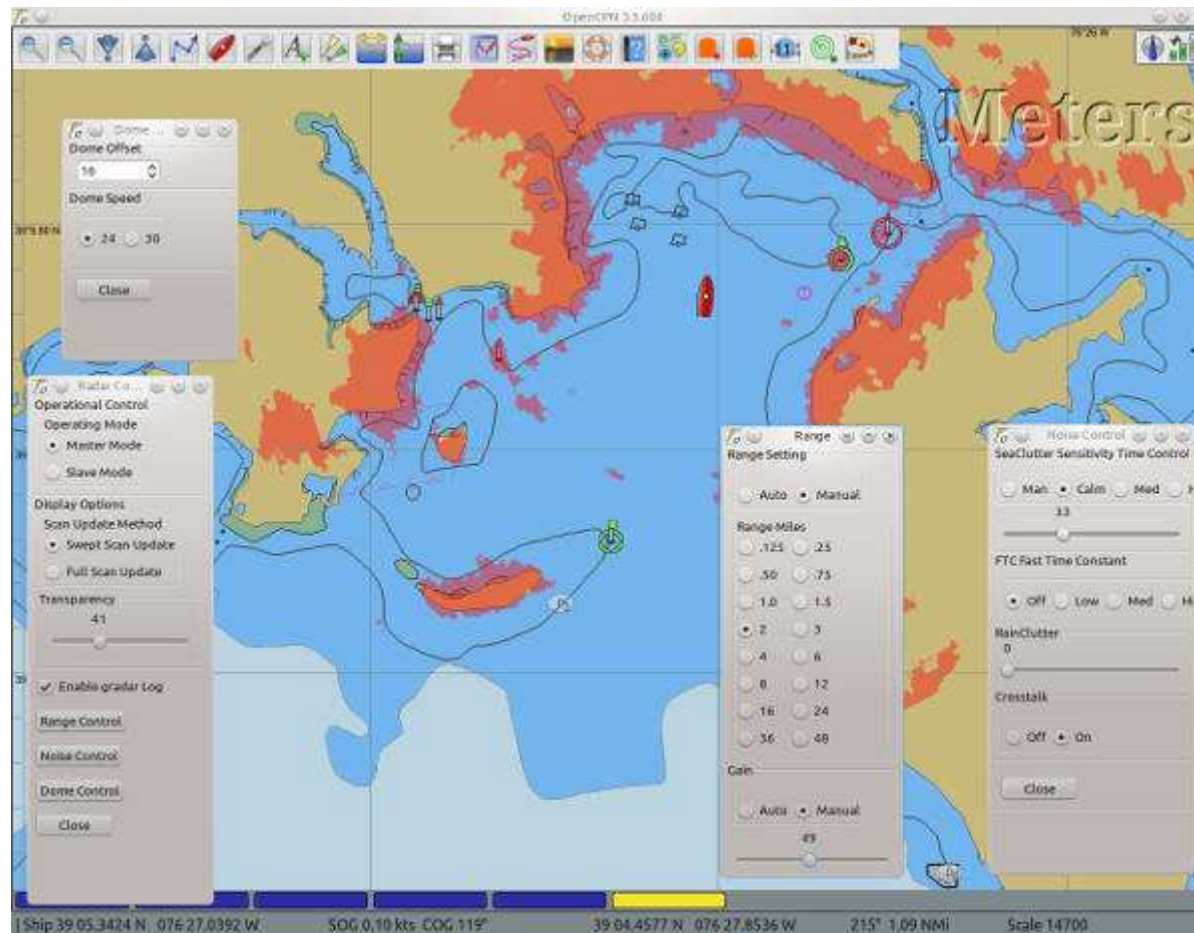 OpenCPN 3.3.608
Meters
Dome ...
Dome Offset
16
Dome Speed
24 30
Close
Radar Co...
Operational Control
Operating Mode
Master Mode
Slave Mode
Display Options
Scan Update Method
Swept Scan Update
Full Scan Update
Transparency
41
Enable gradar Log
Range Control
Noise Control
Dome Control
Close
Range
Range Setting
Auto Manual
Range Miles
.125 .25
.50 .75
1.0 1.5
2 3
4 6
8 12
16 24
36 48
Gain
Auto Manual
49
Noise Control
SeaClutter Sensitivity Time Control
Man Calm Med H
33
FTC Fast Time Constant
Off Low Med Hi
RainClutter
0
Crosstalk
Off On
Close
Ship 39 05.3424 N 076 27.0392 W SOG 0.10 kts COG 119° 39 04.4577 N 076 27.8536 W 215° 1.09 NMi Scale 14700